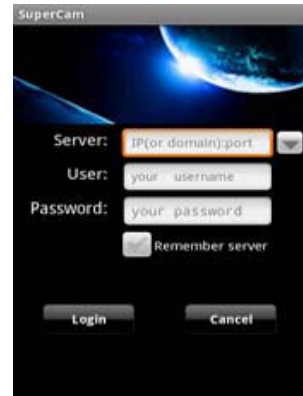 SuperCam
Server: IP(or domain):port
User: your username
Password: your password
Remember server
Login Cancel